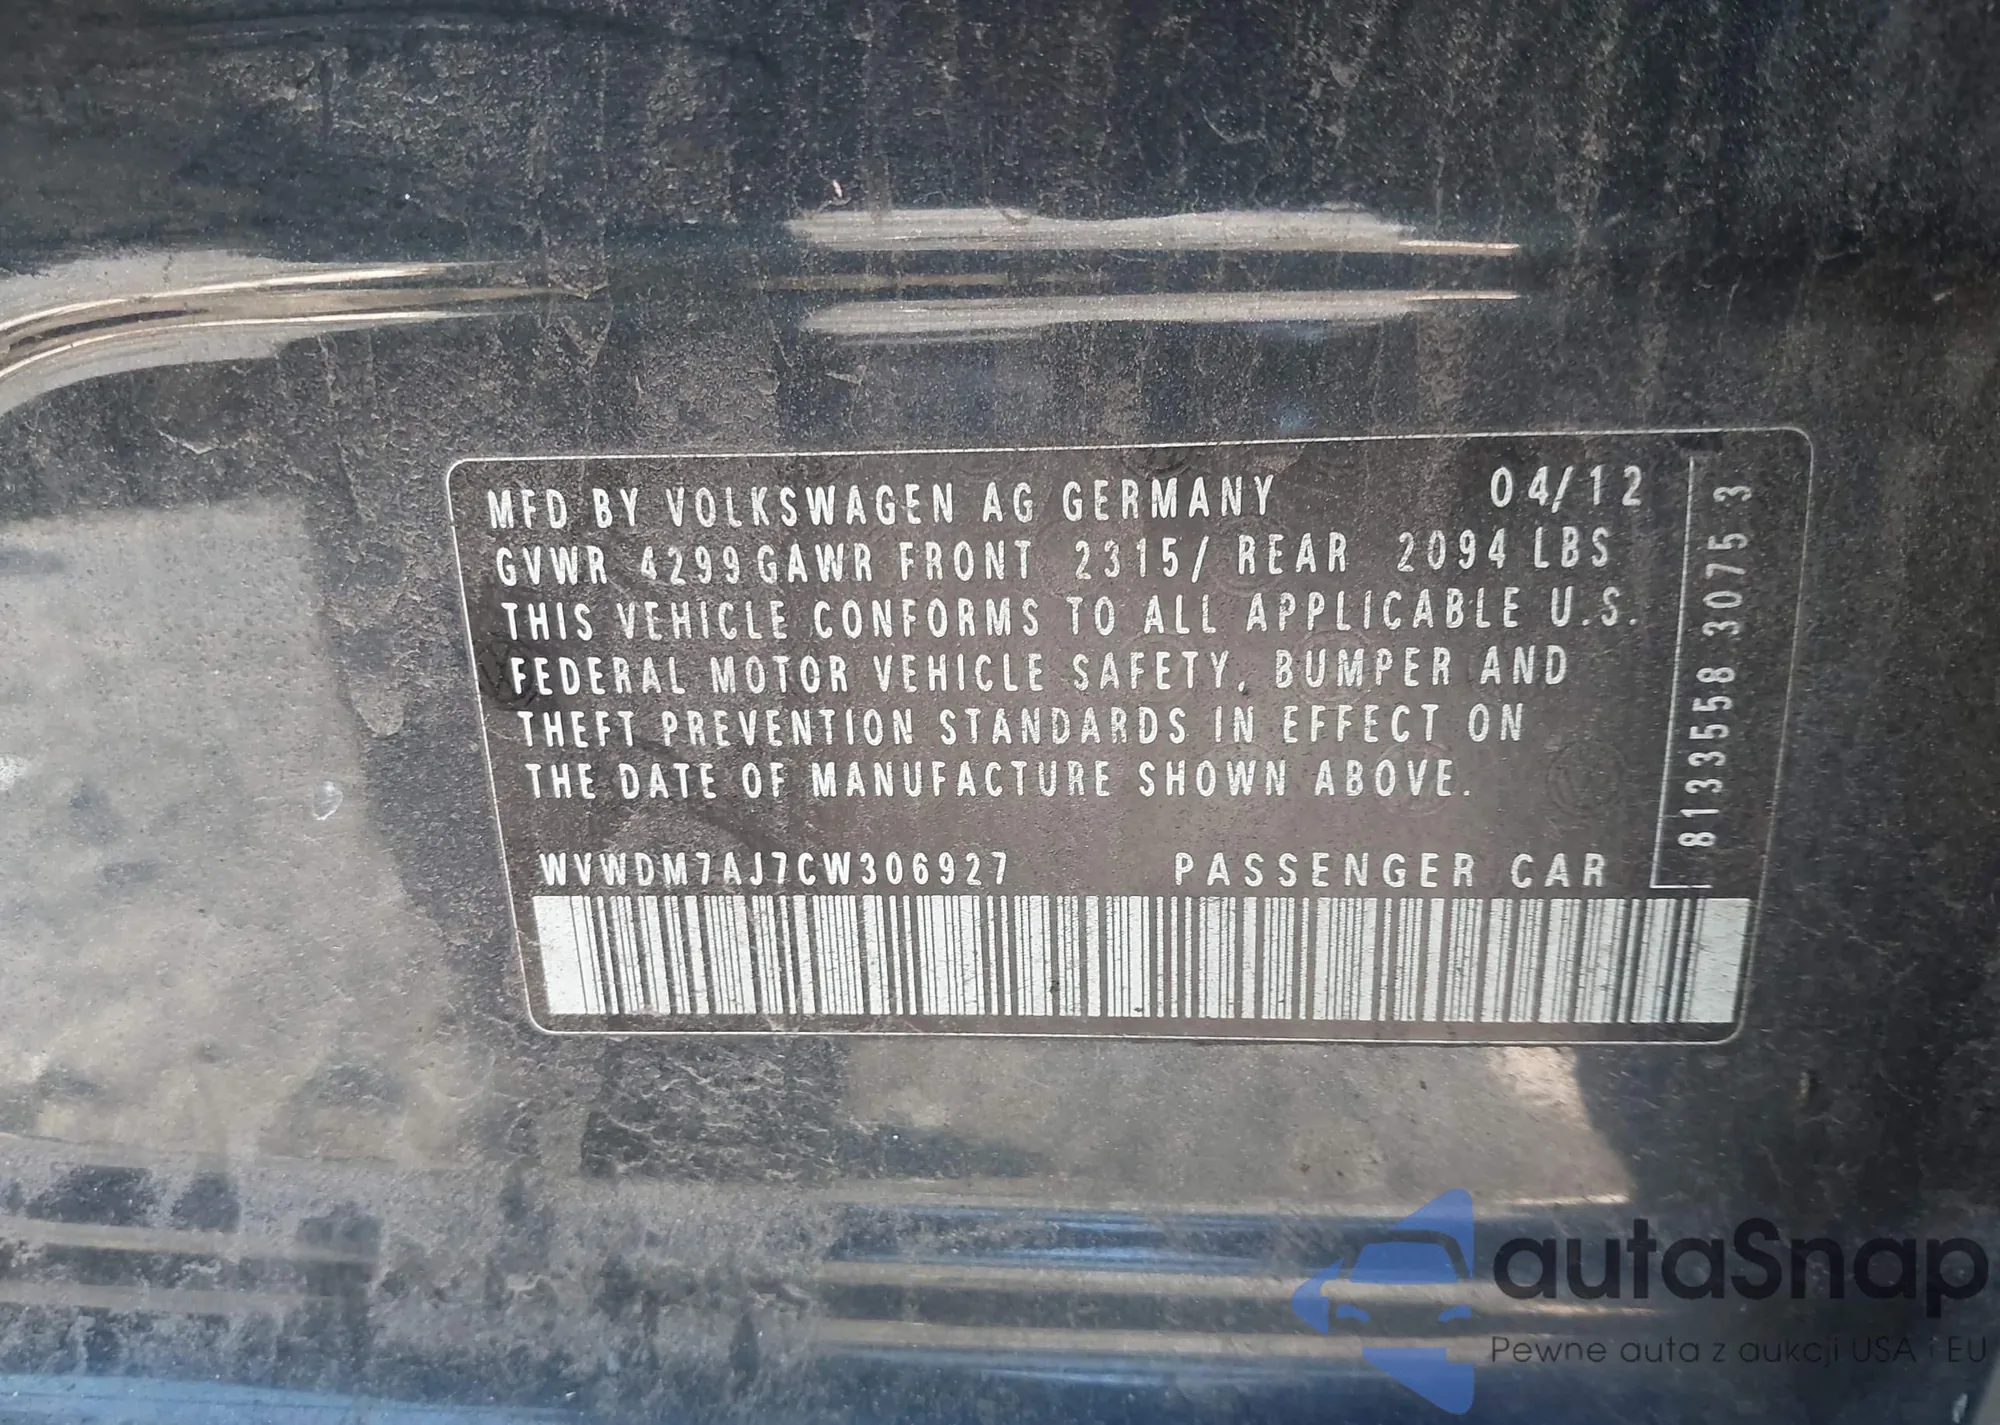 MFD BY VOLKSWAGEN AG GERMANY 04/12
GVWR 4299 GAWR FRONT 2315/ REAR 2094 LBS
THIS VEHICLE CONFORMS TO ALL APPLICABLE U.S.
FEDERAL MOTOR VEHICLE SAFETY, BUMPER AND
THEFT PREVENTION STANDARDS IN EFFECT ON
THE DATE OF MANUFACTURE SHOWN ABOVE.
WVWDM7AJ7CW306927 PASSENGER CAR
8133558 3075 3
autaSnap
Pewne auta z aukcji USA i EU